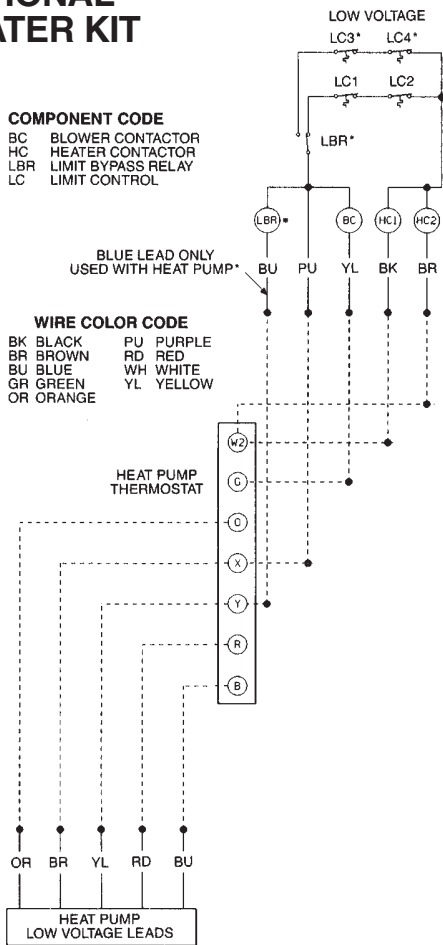 IONAL
ATER KIT
LOW VOLTAGE
LC3* LC4*
LC1 LC2
LBR*
COMPONENT CODE
BC BLOWER CONTACTOR
HC HEATER CONTACTOR
LBR LIMIT BYPASS RELAY
LC LIMIT CONTROL
LBR * BC HC1 HC2
BLUE LEAD ONLY
USED WITH HEAT PUMP*
BU PU YL BK BR
WIRE COLOR CODE
BK BLACK PU PURPLE
BR BROWN RD RED
BU BLUE WH WHITE
GR GREEN YL YELLOW
OR ORANGE
HEAT PUMP
THERMOSTAT
W2
G
O
X
Y
R
B
OR BR YL RD BU
HEAT PUMP
LOW VOLTAGE LEADS